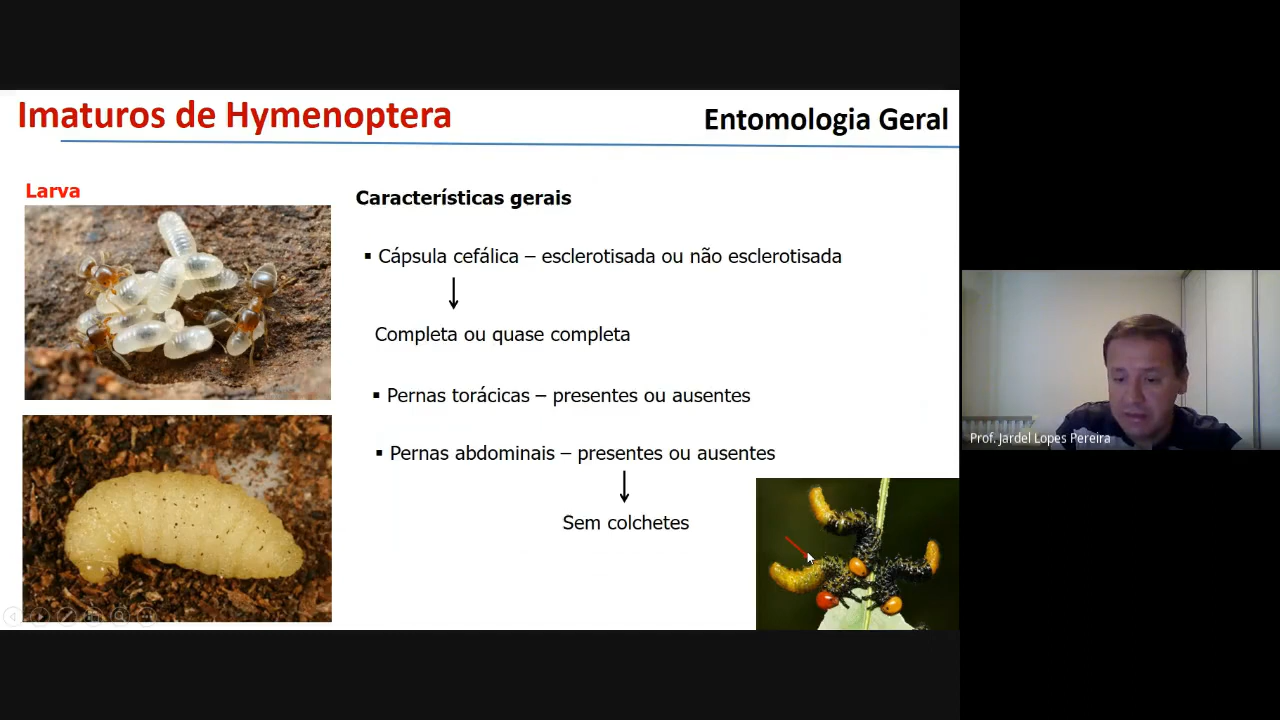 Imaturos de Hymenoptera
Entomologia Geral
Larva
Características gerais
▪ Cápsula cefálica – esclerotisada ou não esclerotisada
Completa ou quase completa
▪ Pernas torácicas – presentes ou ausentes
▪ Pernas abdominais – presentes ou ausentes
Sem colchetes
Prof. Jardel Lopes Pereira